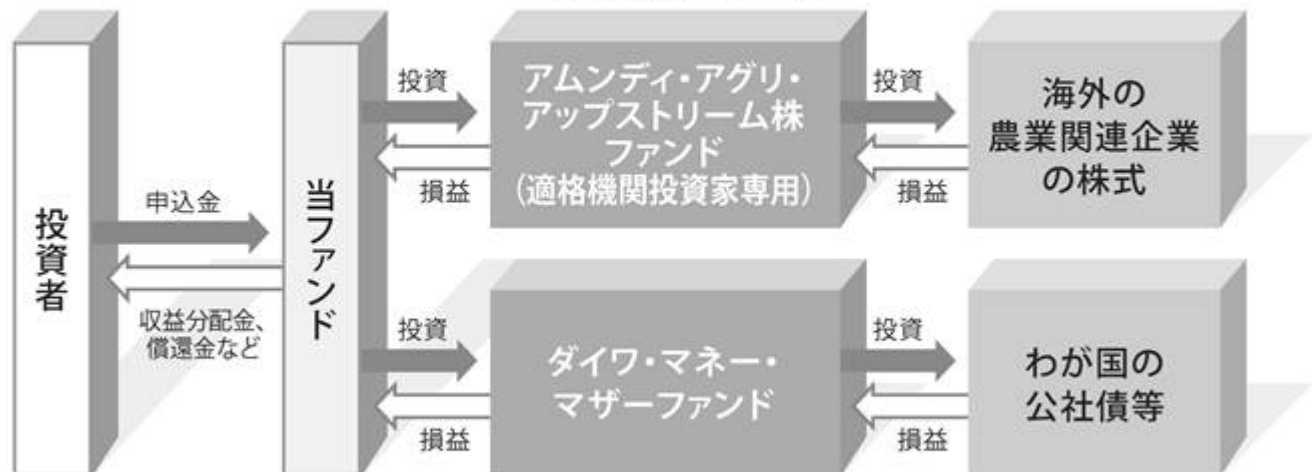 投資者
申込金
収益分配金、
償還金など
当ファンド
投資
損益
アムンディ・アグリ・
アップストリーム株
ファンド
(適格機関投資家専用)
投資
損益
海外の
農業関連企業
の株式
投資
損益
ダイワ・マネー・
マザーファンド
投資
損益
わが国の
公社債等